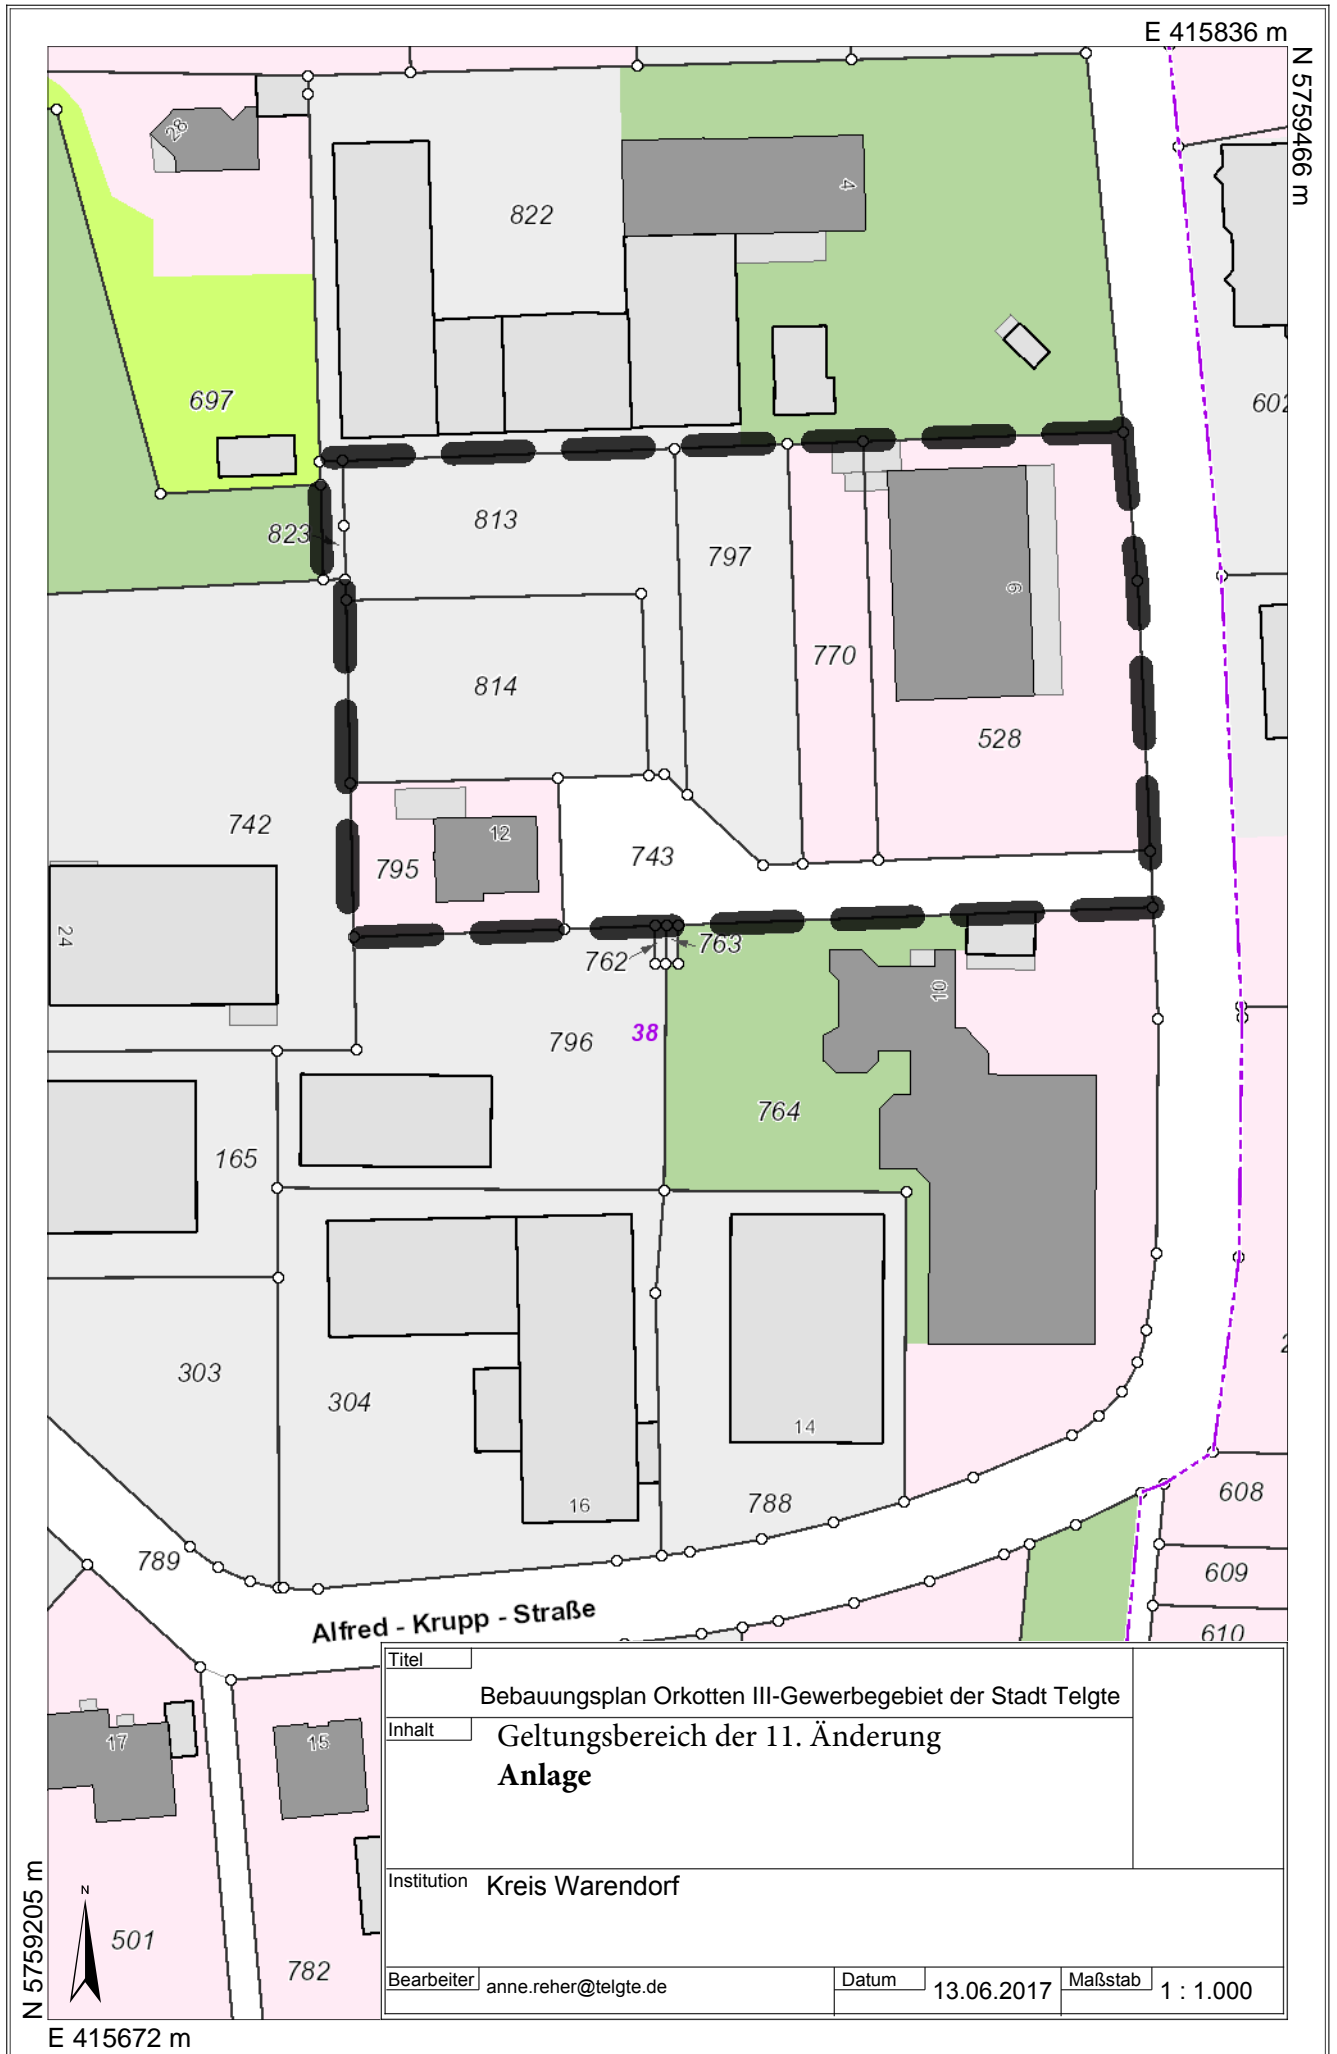 E 415836 m
N 5759466 m
28
4
822
697
602
823
813
797
6
770
814
528
742
12
795
743
24
762
763
10
796
38
764
165
303
304
14
16
788
608
789
609
Alfred - Krupp - Straße
610
17
15
501
782
N
N 5759205 m
E 415672 m
Titel
Bebauungsplan Orkotten III-Gewerbegebiet der Stadt Telgte
Inhalt
Geltungsbereich der 11. Änderung
Anlage
Institution
Kreis Warendorf
Bearbeiter
anne.reher@telgte.de
Datum
13.06.2017
Maßstab
1 : 1.000